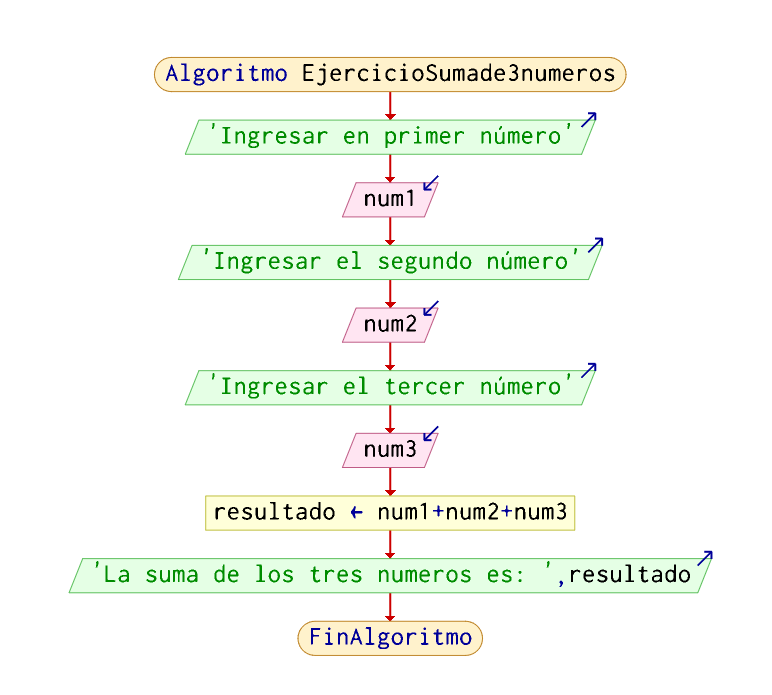 Algoritmo EjercicioSumade3numeros
'Ingresar en primer número'
num1
'Ingresar el segundo número'
num2
'Ingresar el tercer número'
num3
resultado ← num1+num2+num3
'La suma de los tres numeros es: ',resultado
FinAlgoritmo